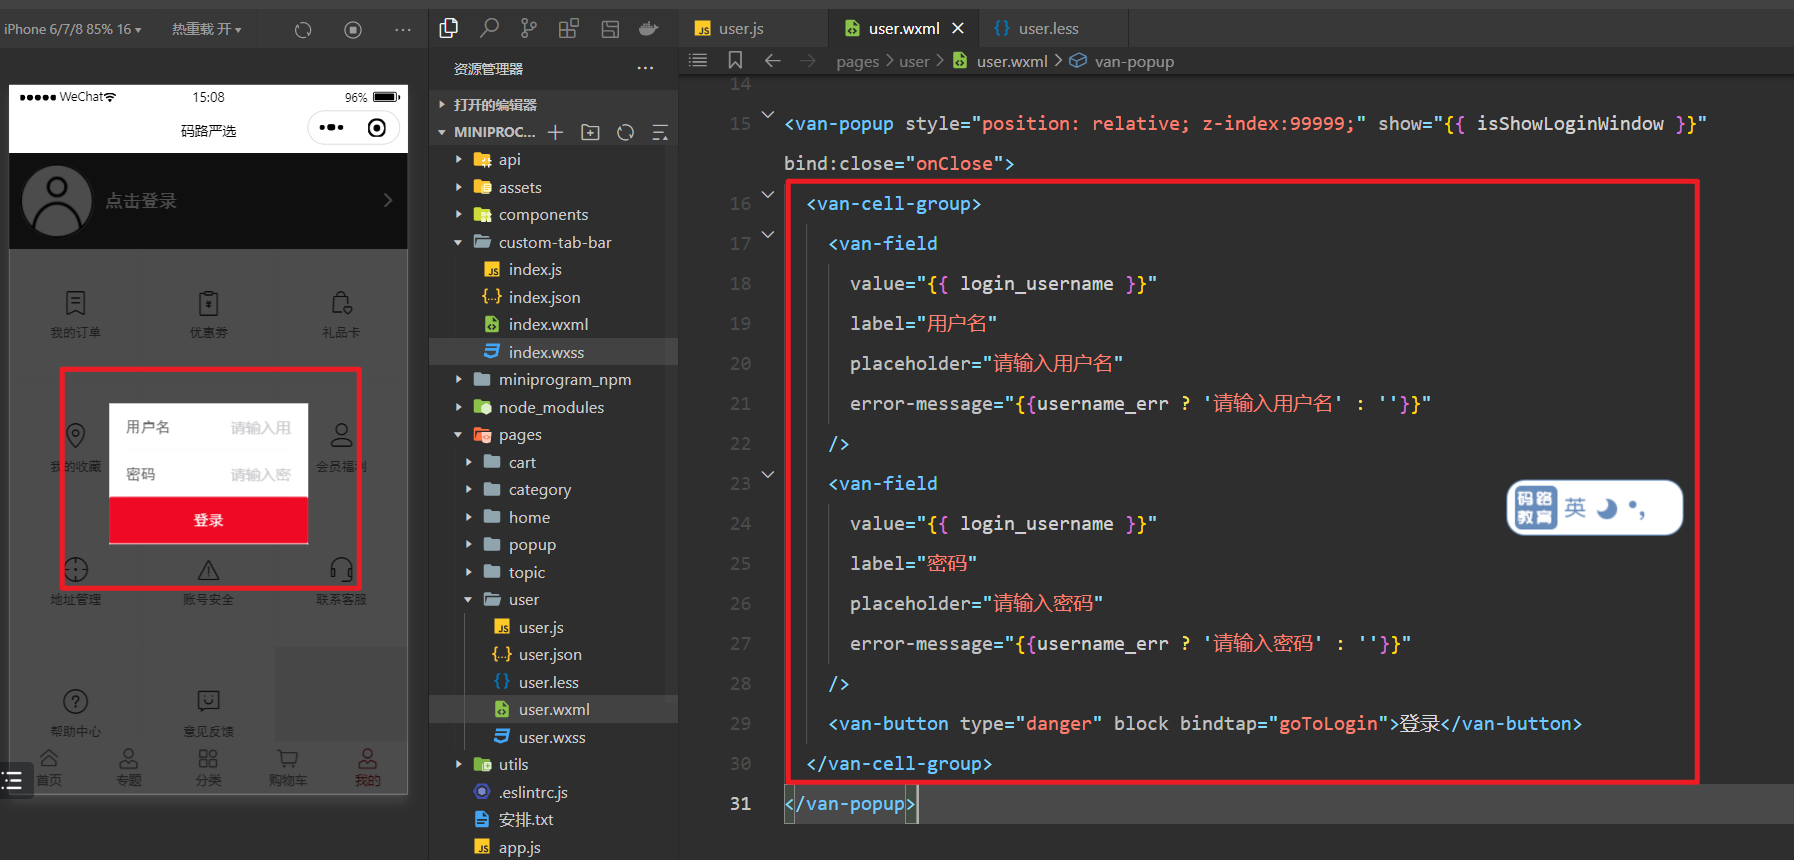 iPhone 6/7/8 85% 16
热重载 开
WeChat
15:08
96%
码路严选
点击登录
我的订单
优惠劵
礼品卡
我的收藏
会员福利
用户名
请输入用
密码
请输入密
登录
地址管理
账号安全
联系客服
帮助中心
意见反馈
首页
专题
分类
购物车
我的
资源管理器
打开的编辑器
MINIPROC...
api
assets
components
custom-tab-bar
index.js
index.json
index.wxml
index.wxss
miniprogram_npm
node_modules
pages
cart
category
home
popup
topic
user
user.js
user.json
user.less
user.wxml
user.wxss
utils
.eslintrc.js
安排.txt
app.js
user.js
user.wxml
user.less
pages > user > user.wxml > van-popup
14
15 <van-popup style="position: relative; z-index:99999;" show="{{ isShowLoginWindow }}"
bind:close="onClose">
16 <van-cell-group>
17 <van-field
18 value="{{ login_username }}"
19 label="用户名"
20 placeholder="请输入用户名"
21 error-message="{{username_err ? '请输入用户名' : ''}}"
22 />
23 <van-field
24 value="{{ login_username }}"
25 label="密码"
26 placeholder="请输入密码"
27 error-message="{{username_err ? '请输入密码' : ''}}"
28 />
29 <van-button type="danger" block bindtap="goToLogin">登录</van-button>
30 </van-cell-group>
31 </van-popup>
码路
教育
英